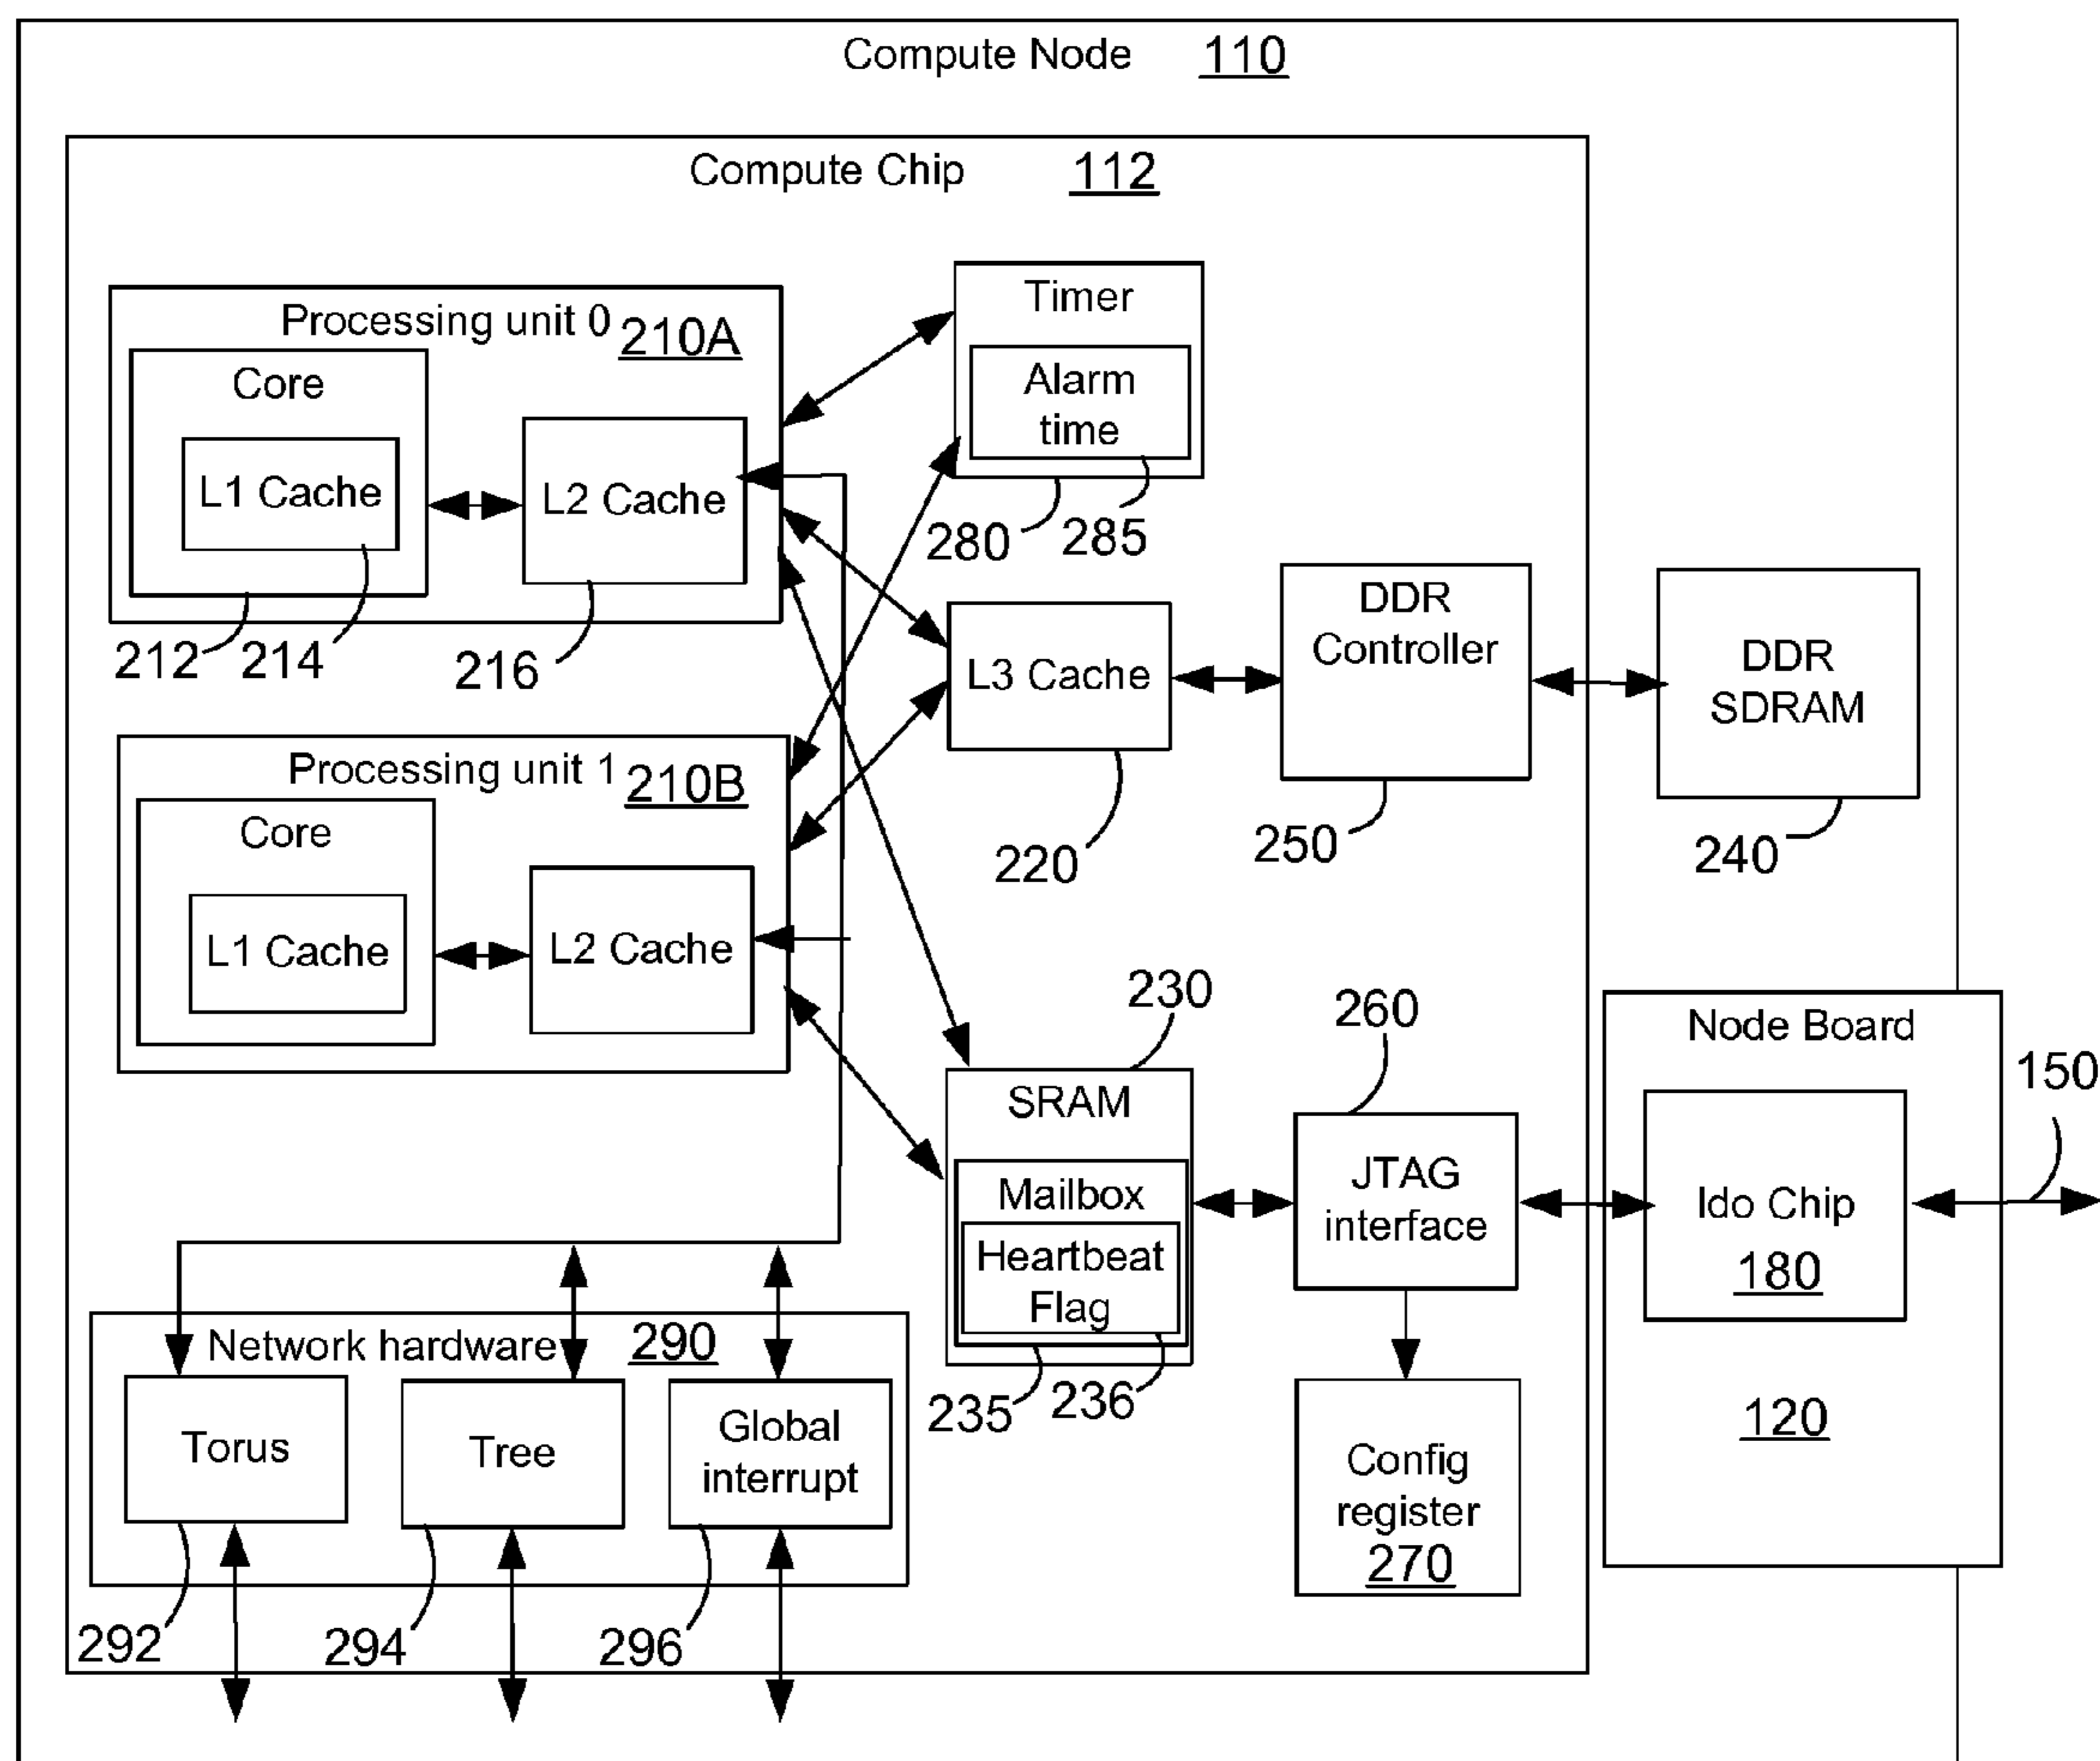 Compute Node 110
Compute Chip 112
Processing unit 0 210A
Core
L1 Cache
L2 Cache
212
214
216
Timer
Alarm
time
280
285
L3 Cache
220
DDR
Controller
250
DDR
SDRAM
240
Processing unit 1 210B
Core
L1 Cache
L2 Cache
230
SRAM
Mailbox
Heartbeat
Flag
235
236
260
JTAG
interface
Config
register
270
Node Board
Ido Chip
180
120
150
Network hardware 290
Torus
Tree
Global
interrupt
292
294
296